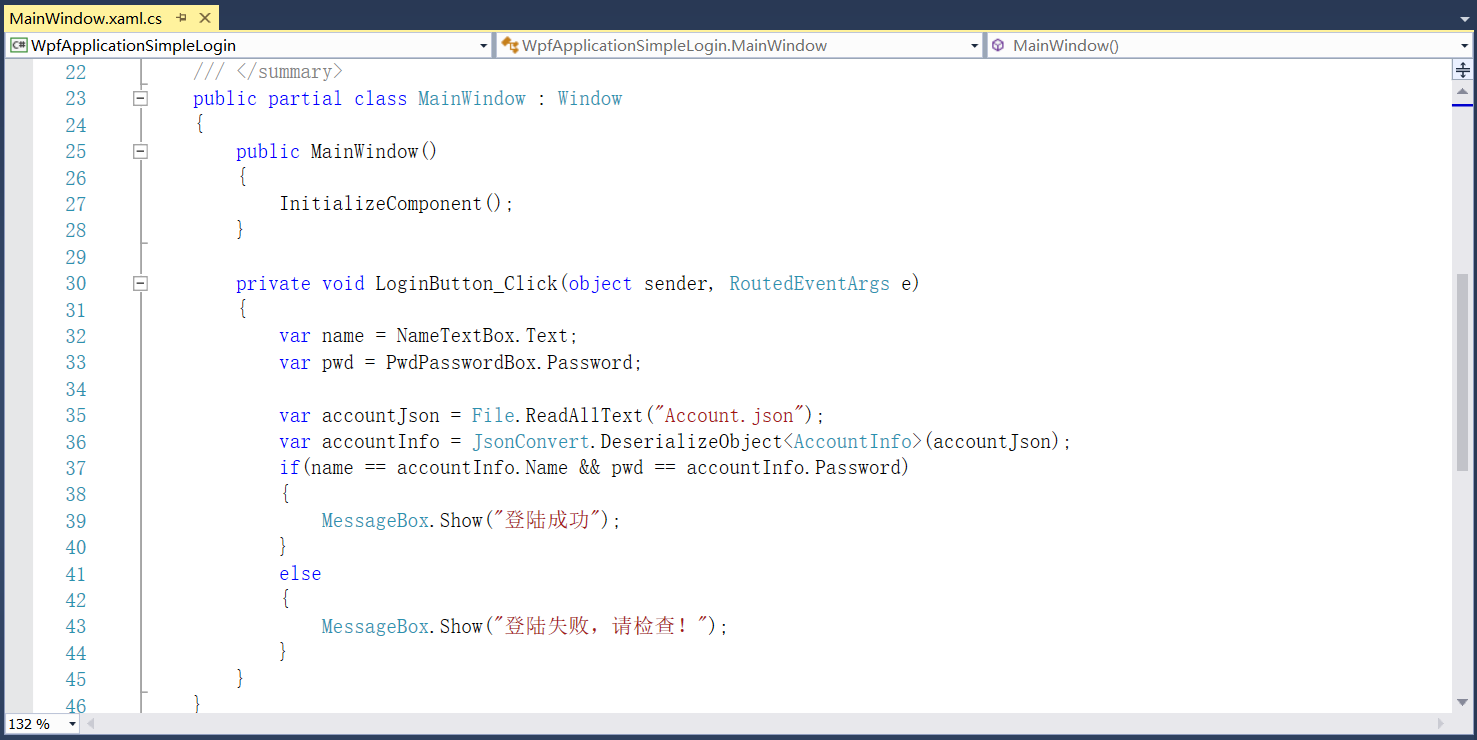 MainWindow.xaml.cs
C# WpfApplicationSimpleLogin
WpfApplicationSimpleLogin.MainWindow
MainWindow()
22 /// </summary>
23 public partial class MainWindow : Window
24 {
25 public MainWindow()
26 {
27 InitializeComponent();
28 }
29
30 private void LoginButton_Click(object sender, RoutedEventArgs e)
31 {
32 var name = NameTextBox.Text;
33 var pwd = PwdPasswordBox.Password;
34
35 var accountJson = File.ReadAllText("Account.json");
36 var accountInfo = JsonConvert.DeserializeObject<AccountInfo>(accountJson);
37 if(name == accountInfo.Name && pwd == accountInfo.Password)
38 {
39 MessageBox.Show("登陆成功");
40 }
41 else
42 {
43 MessageBox.Show("登陆失败，请检查！");
44 }
45 }
46 }
132 %